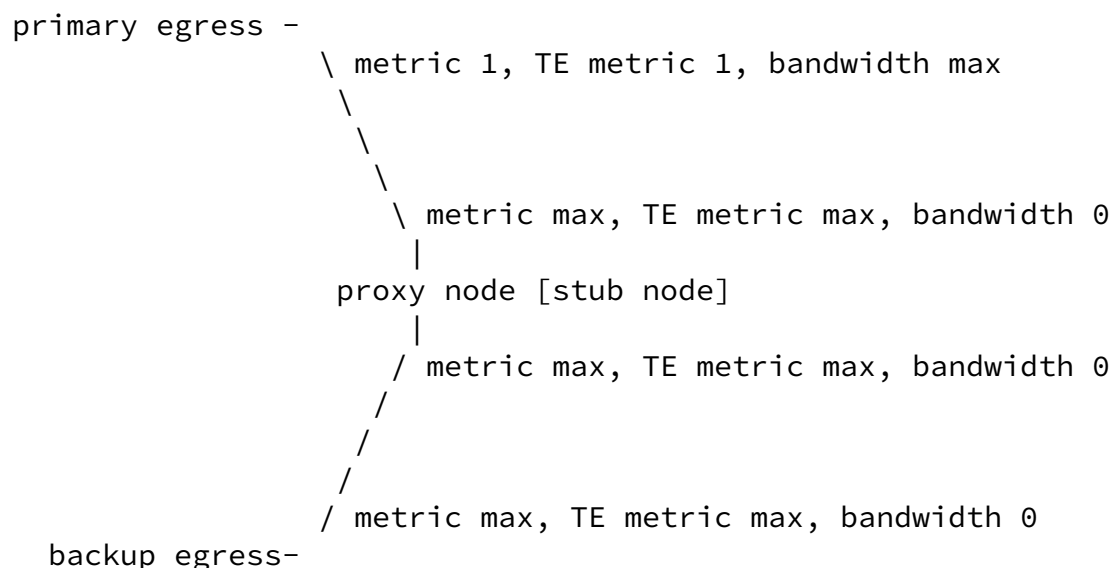 primary egress -
\ metric 1, TE metric 1, bandwidth max
\
\
\
\ metric max, TE metric max, bandwidth 0
|
proxy node [stub node]
|
/ metric max, TE metric max, bandwidth 0
/
/
/
/ metric max, TE metric max, bandwidth 0
backup egress-